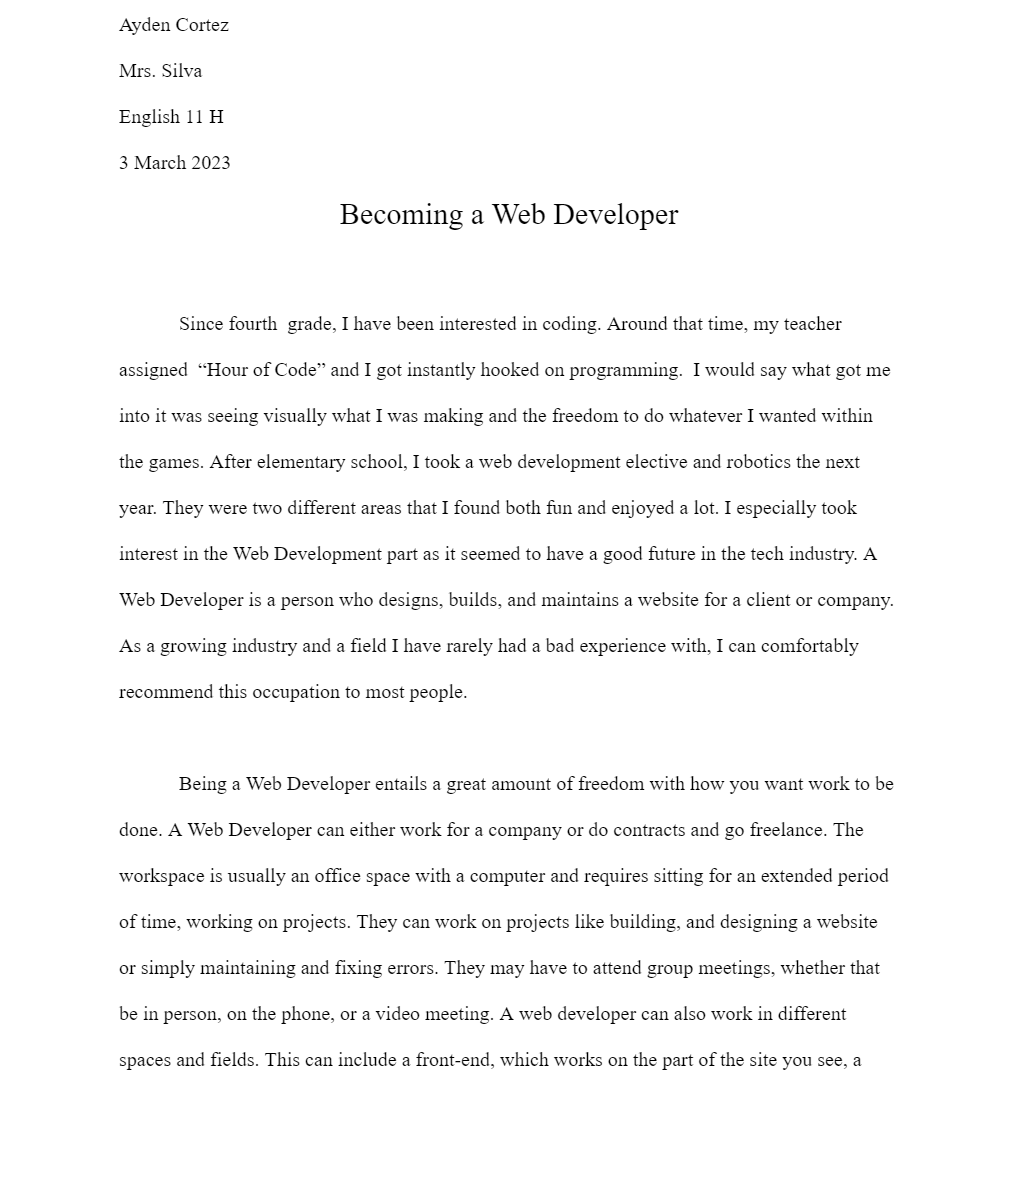 Ayden Cortez
Mrs. Silva
English 11 H
3 March 2023
Becoming a Web Developer
Since fourth  grade, I have been interested in coding. Around that time, my teacher
assigned  “Hour of Code” and I got instantly hooked on programming.  I would say what got me
into it was seeing visually what I was making and the freedom to do whatever I wanted within
the games. After elementary school, I took a web development elective and robotics the next
year. They were two different areas that I found both fun and enjoyed a lot. I especially took
interest in the Web Development part as it seemed to have a good future in the tech industry. A
Web Developer is a person who designs, builds, and maintains a website for a client or company.
As a growing industry and a field I have rarely had a bad experience with, I can comfortably
recommend this occupation to most people.
Being a Web Developer entails a great amount of freedom with how you want work to be
done. A Web Developer can either work for a company or do contracts and go freelance. The
workspace is usually an office space with a computer and requires sitting for an extended period
of time, working on projects. They can work on projects like building, and designing a website
or simply maintaining and fixing errors. They may have to attend group meetings, whether that
be in person, on the phone, or a video meeting. A web developer can also work in different
spaces and fields. This can include a front-end, which works on the part of the site you see, a